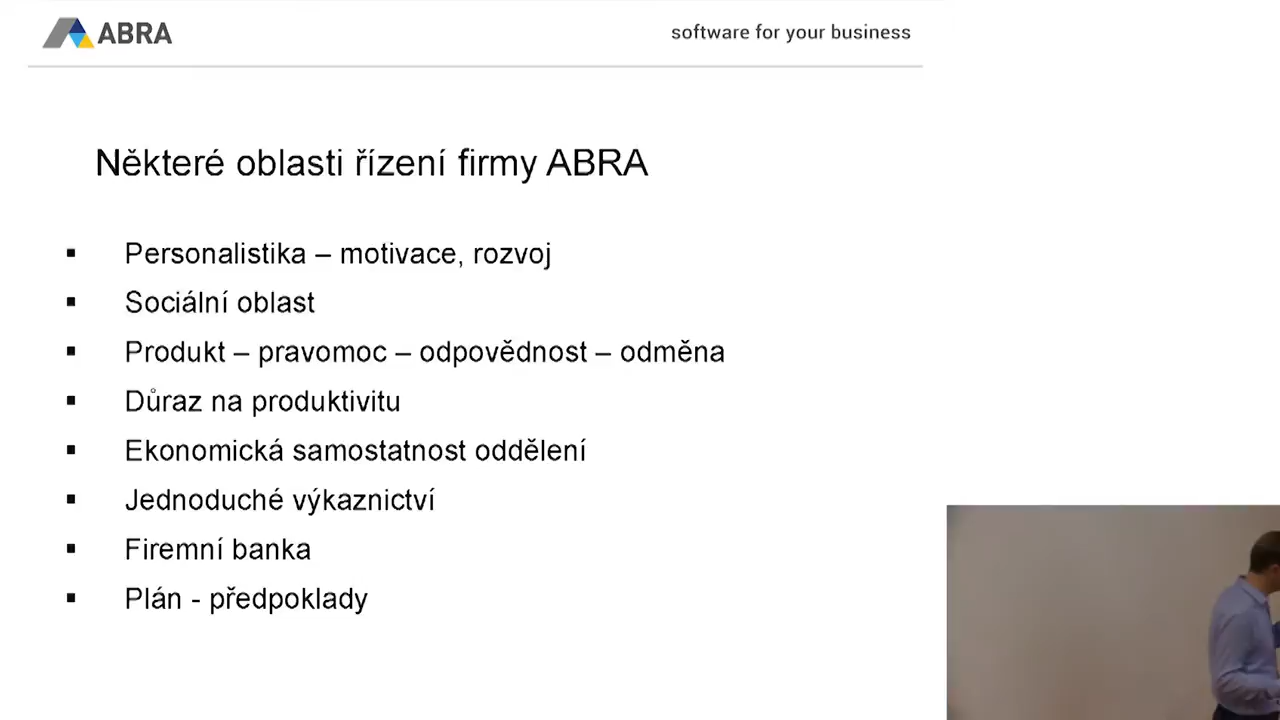 ABRA
software for your business
Některé oblasti řízení firmy ABRA
▪ Personalistika – motivace, rozvoj
▪ Sociální oblast
▪ Produkt – pravomoc – odpovědnost – odměna
▪ Důraz na produktivitu
▪ Ekonomická samostatnost oddělení
▪ Jednoduché výkaznictví
▪ Firemní banka
▪ Plán - předpoklady